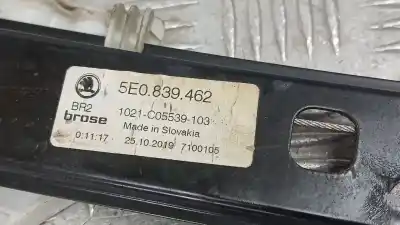 5E0.839.462
BR2
brose
1021-C05539-103
Made in Slovakia
0:11:17 25.10.2019 7100105